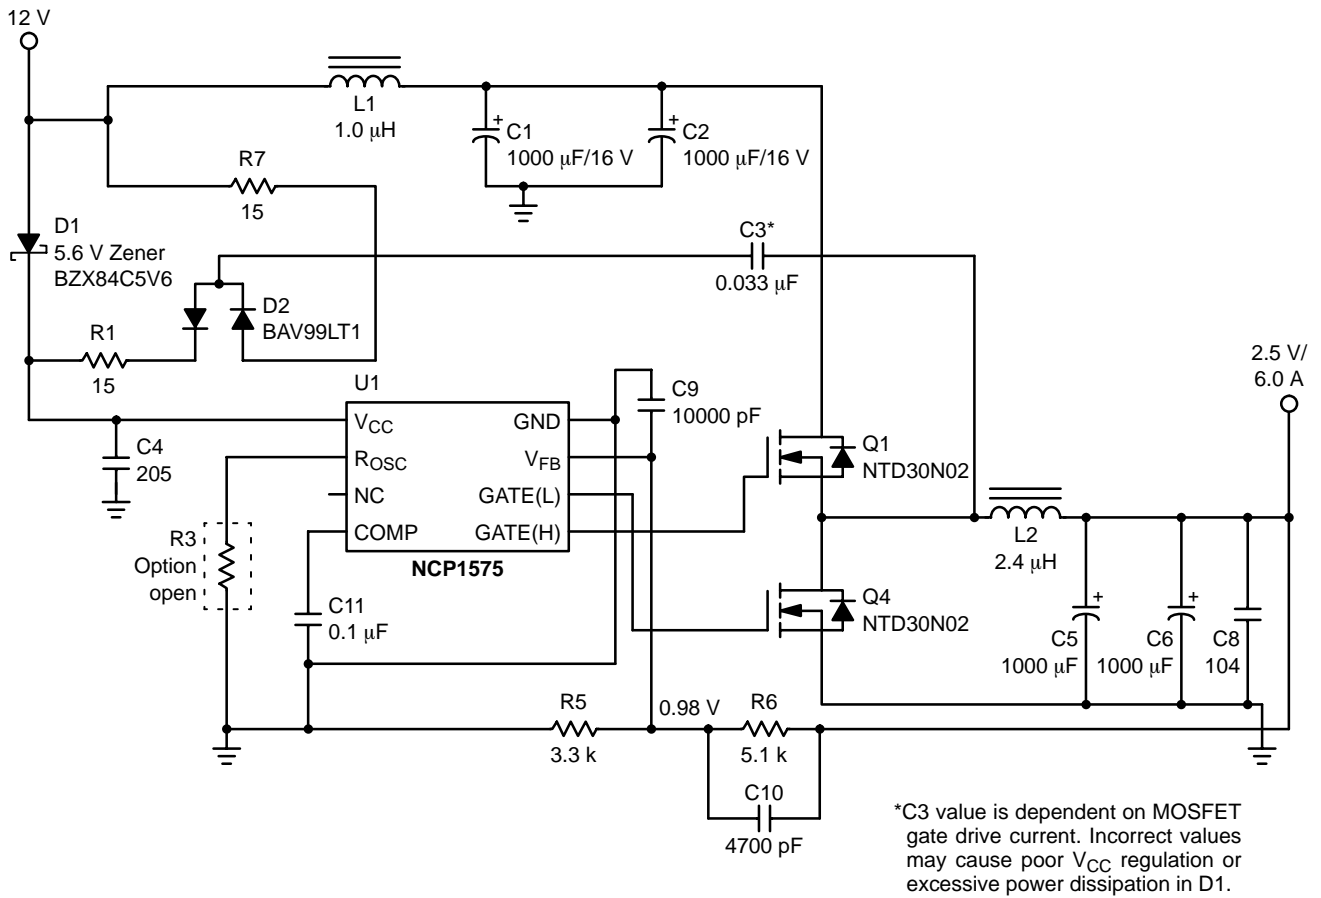 12 V
L1
1.0 μH
C1
1000 μF/16 V
C2
1000 μF/16 V
R7
15
D1
5.6 V Zener
BZX84C5V6
C3*
0.033 μF
D2
BAV99LT1
R1
15
2.5 V/
6.0 A
U1
C9
10000 pF
VCC
GND
C4
205
ROSC
VFB
Q1
NTD30N02
NC
GATE(L)
COMP
GATE(H)
NCP1575
R3
Option
open
L2
2.4 μH
C11
0.1 μF
Q4
NTD30N02
C5
1000 μF
C6
1000 μF
C8
104
R5
3.3 k
0.98 V
R6
5.1 k
C10
4700 pF
+
+
+
+
*C3 value is dependent on MOSFET
gate drive current. Incorrect values
may cause poor VCC regulation or
excessive power dissipation in D1.